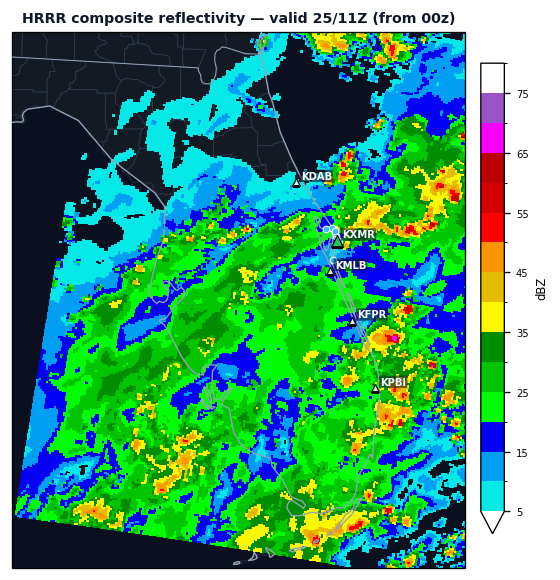 HRRR composite reflectivity — valid 25/11Z (from 00z)
KDAB
KXMR
KMLB
KFPR
KPBI
75
65
55
45
35
25
15
5
dBZ